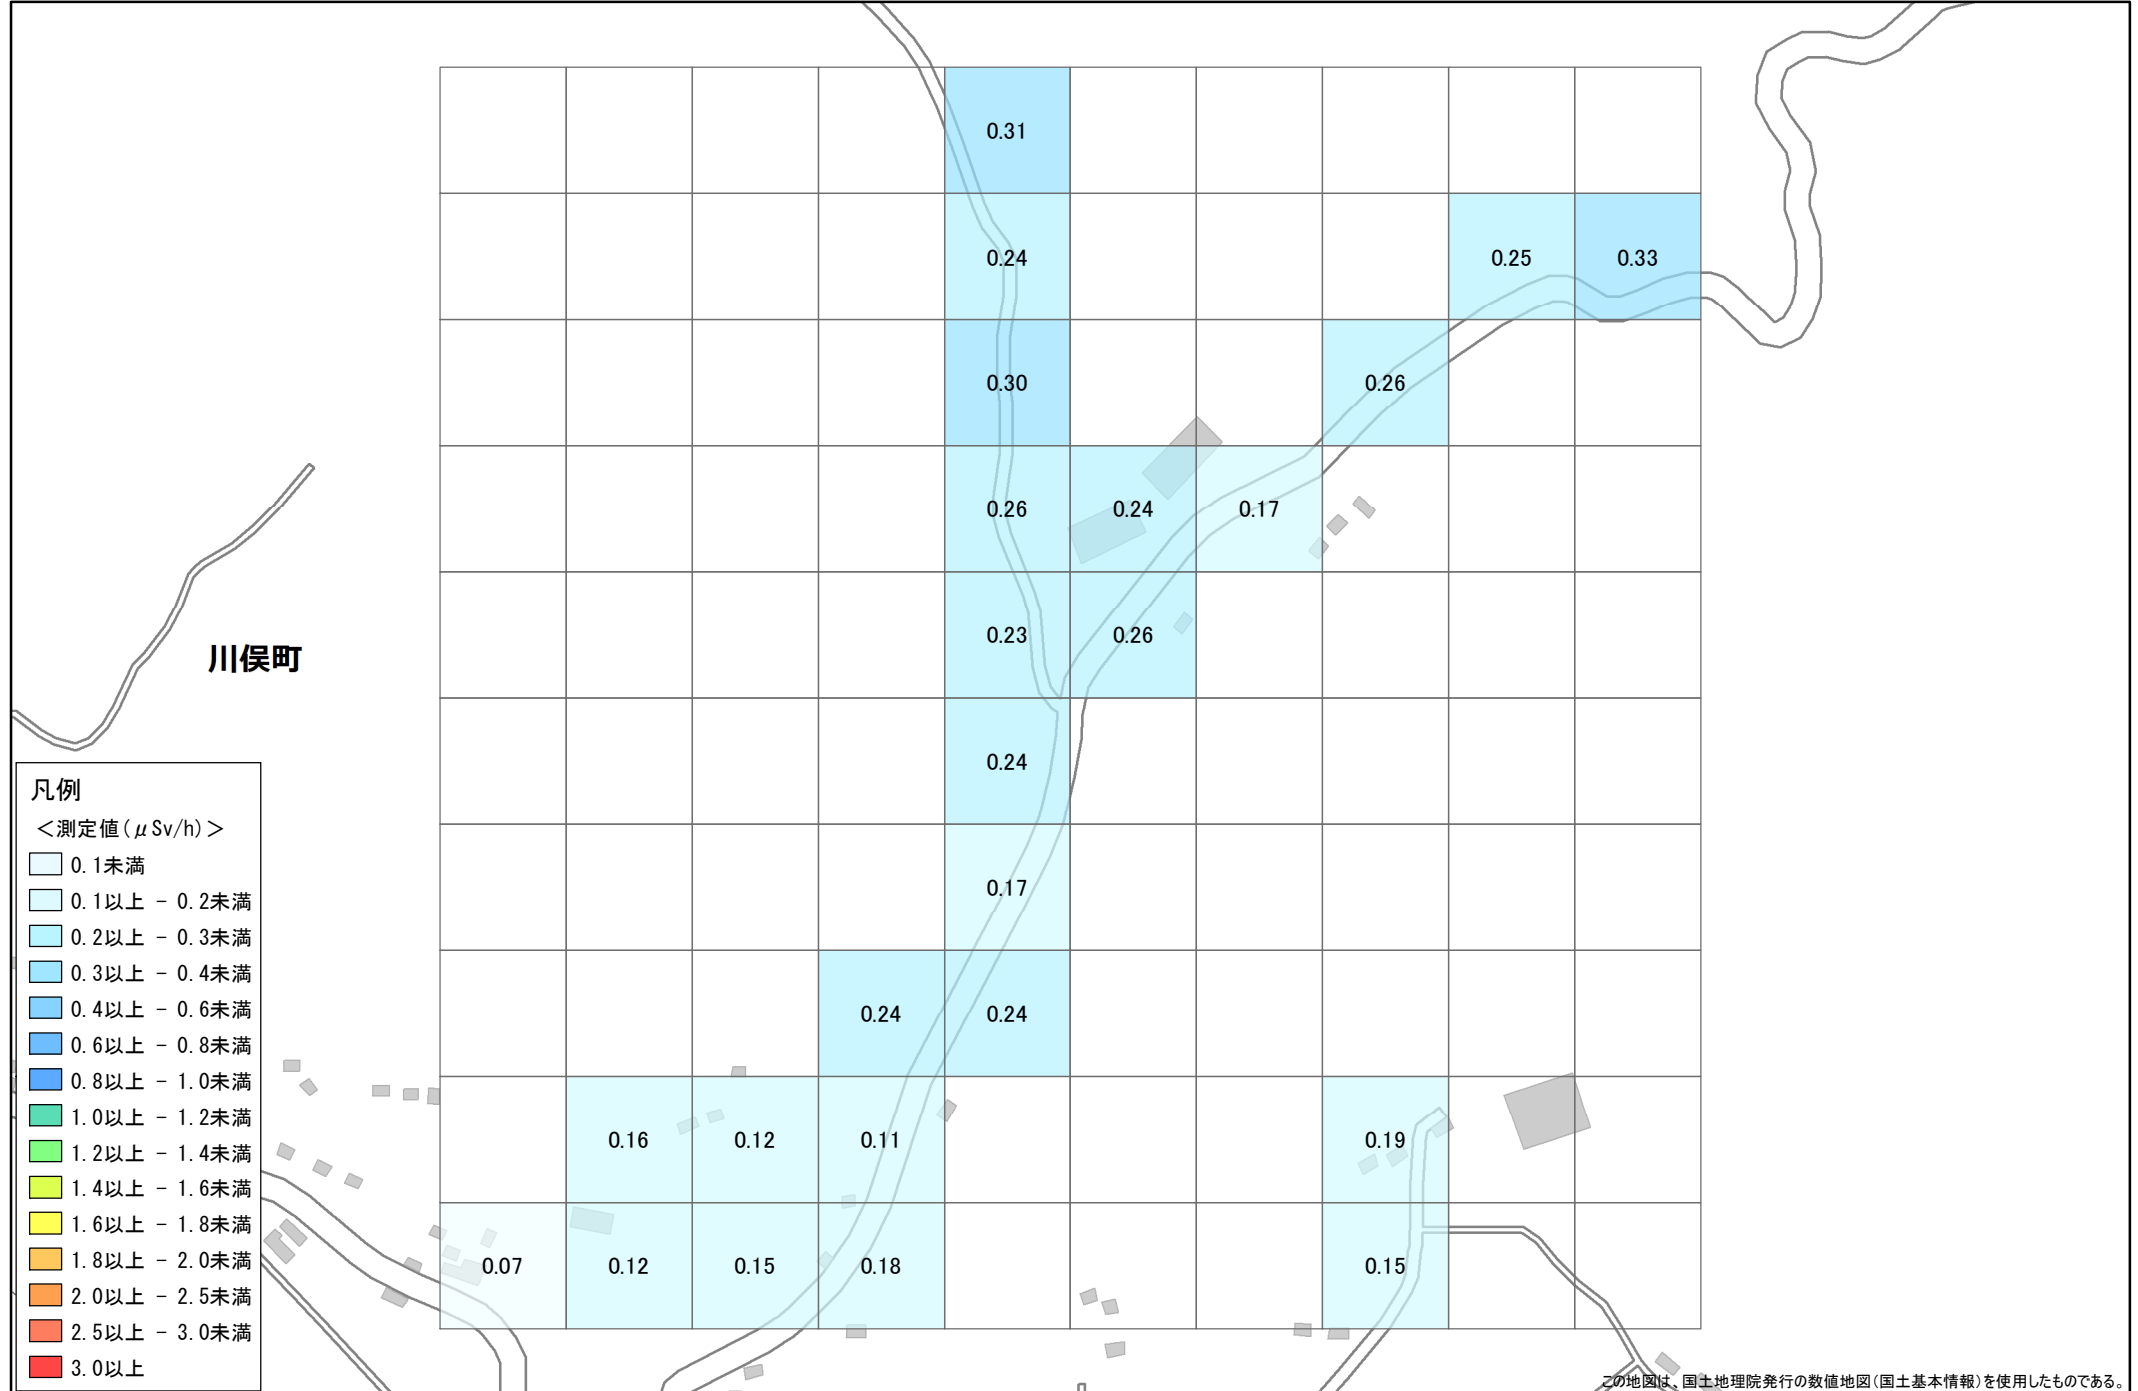 0.31
0.24
0.25
0.33
0.30
0.26
0.26
0.24
0.17
0.23
0.26
川俣町
0.24
0.17
0.24
0.24
0.16
0.12
0.11
0.19
0.07
0.12
0.15
0.18
0.15
凡例
＜測定値(μSv/h)＞
0.1未満
0.1以上 - 0.2未満
0.2以上 - 0.3未満
0.3以上 - 0.4未満
0.4以上 - 0.6未満
0.6以上 - 0.8未満
0.8以上 - 1.0未満
1.0以上 - 1.2未満
1.2以上 - 1.4未満
1.4以上 - 1.6未満
1.6以上 - 1.8未満
1.8以上 - 2.0未満
2.0以上 - 2.5未満
2.5以上 - 3.0未満
3.0以上
この地図は、国土地理院発行の数値地図(国土基本情報)を使用したものである。